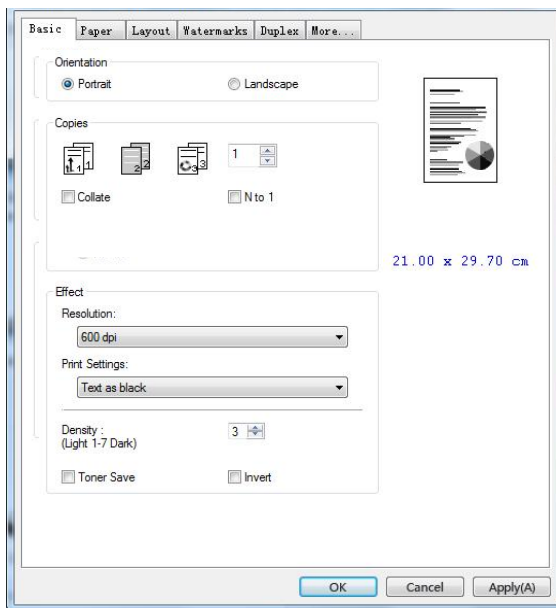 Basic Paper Layout Watermarks Duplex More...
Orientation
Portrait Landscape
Copies
1 1 2 2 3 3 1
Collate N to 1
21.00 x 29.70 cm
Effect
Resolution:
600 dpi
Print Settings:
Text as black
Density :
(Light 1-7 Dark)
3
Toner Save Invert
OK Cancel Apply(A)